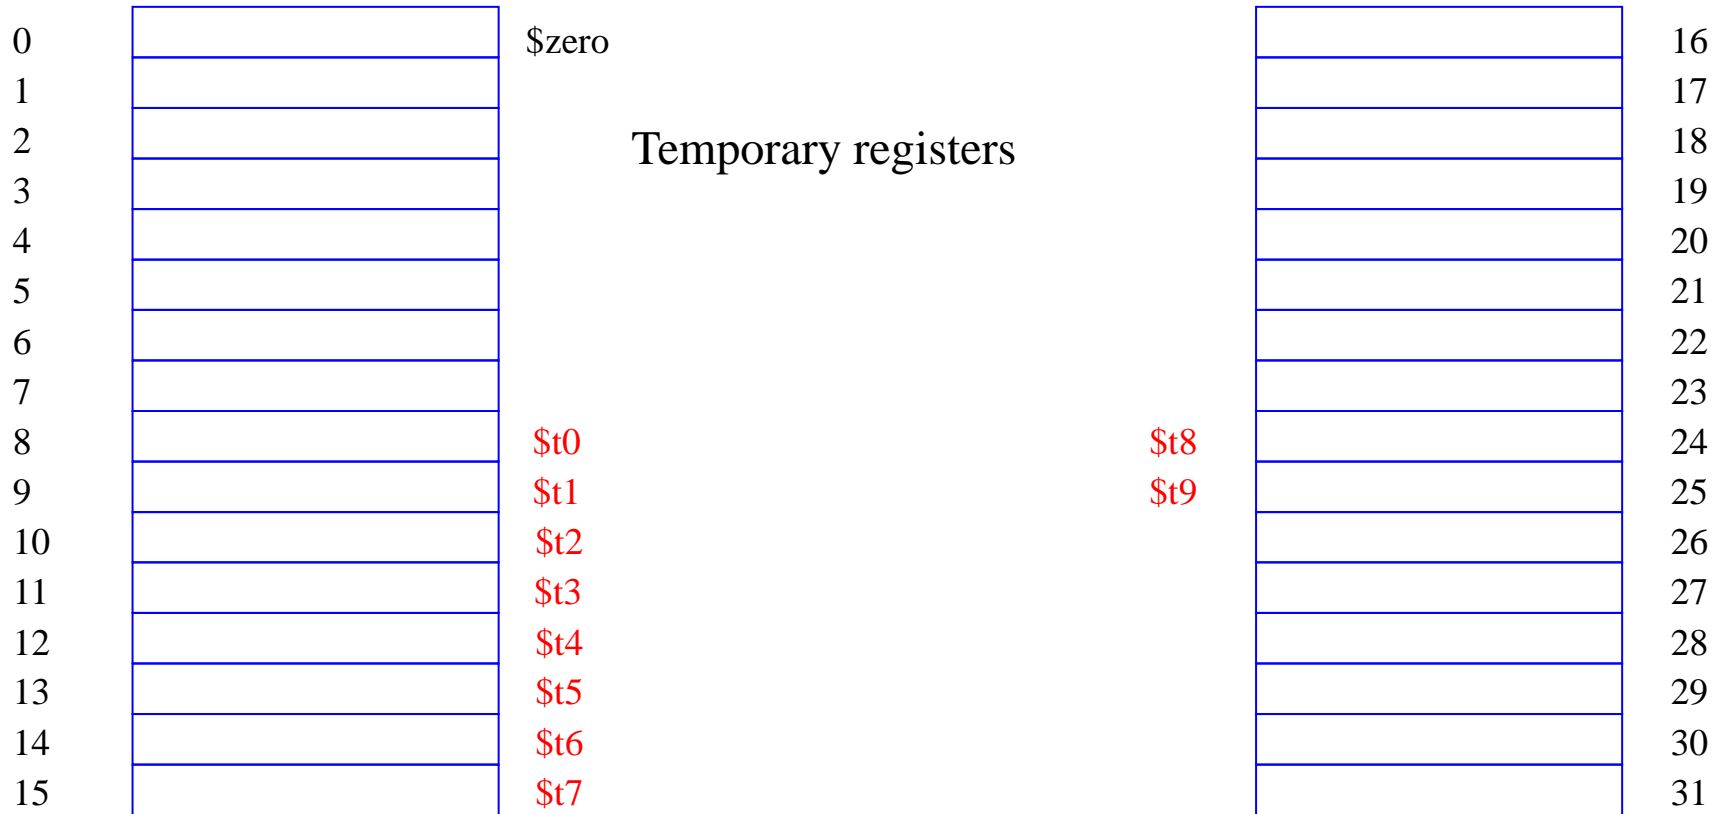 0 $zero 16
1 17
2 Temporary registers 18
3 19
4 20
5 21
6 22
7 23
8 $t0 $t8 24
9 $t1 $t9 25
10 $t2 26
11 $t3 27
12 $t4 28
13 $t5 29
14 $t6 30
15 $t7 31